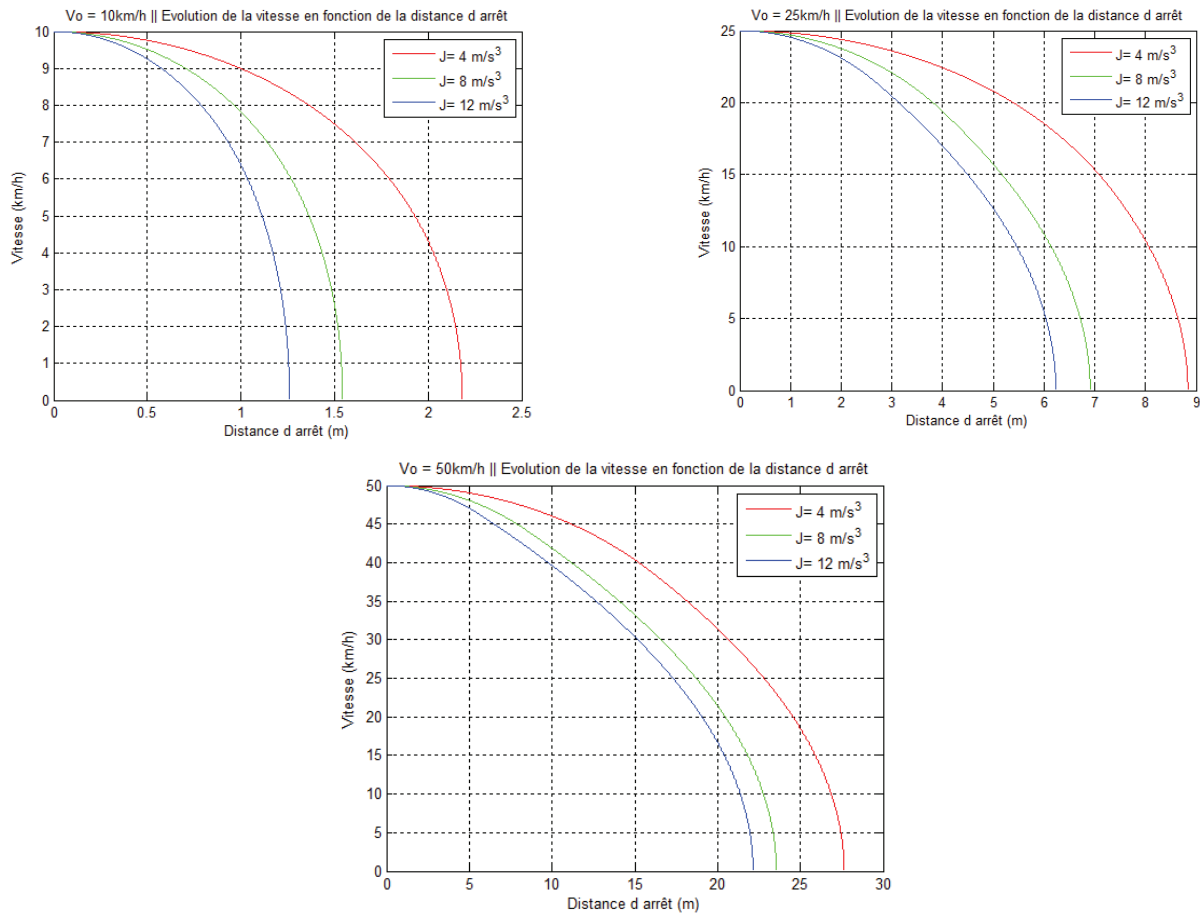 Vo = 10km/h || Evolution de la vitesse en fonction de la distance d arrêt
10
9
8
7
6
5
4
3
2
1
0
Vitesse (km/h)
J= 4 m/s³
J= 8 m/s³
J= 12 m/s³
0 0.5 1 1.5 2 2.5
Distance d arrêt (m)
Vo = 25km/h || Evolution de la vitesse en fonction de la distance d arrêt
25
20
15
10
5
0
Vitesse (km/h)
J= 4 m/s³
J= 8 m/s³
J= 12 m/s³
0 1 2 3 4 5 6 7 8 9
Distance d arrêt (m)
Vo = 50km/h || Evolution de la vitesse en fonction de la distance d arrêt
50
45
40
35
30
25
20
15
10
5
0
Vitesse (km/h)
J= 4 m/s³
J= 8 m/s³
J= 12 m/s³
0 5 10 15 20 25 30
Distance d arrêt (m)